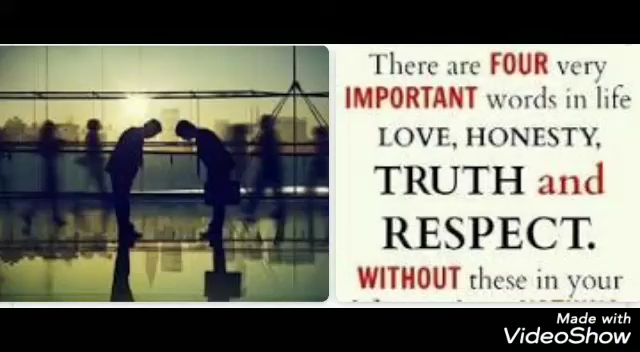 There are FOUR very
IMPORTANT words in life
LOVE, HONESTY,
TRUTH and
RESPECT.
WITHOUT these in your
Made with
VideoShow